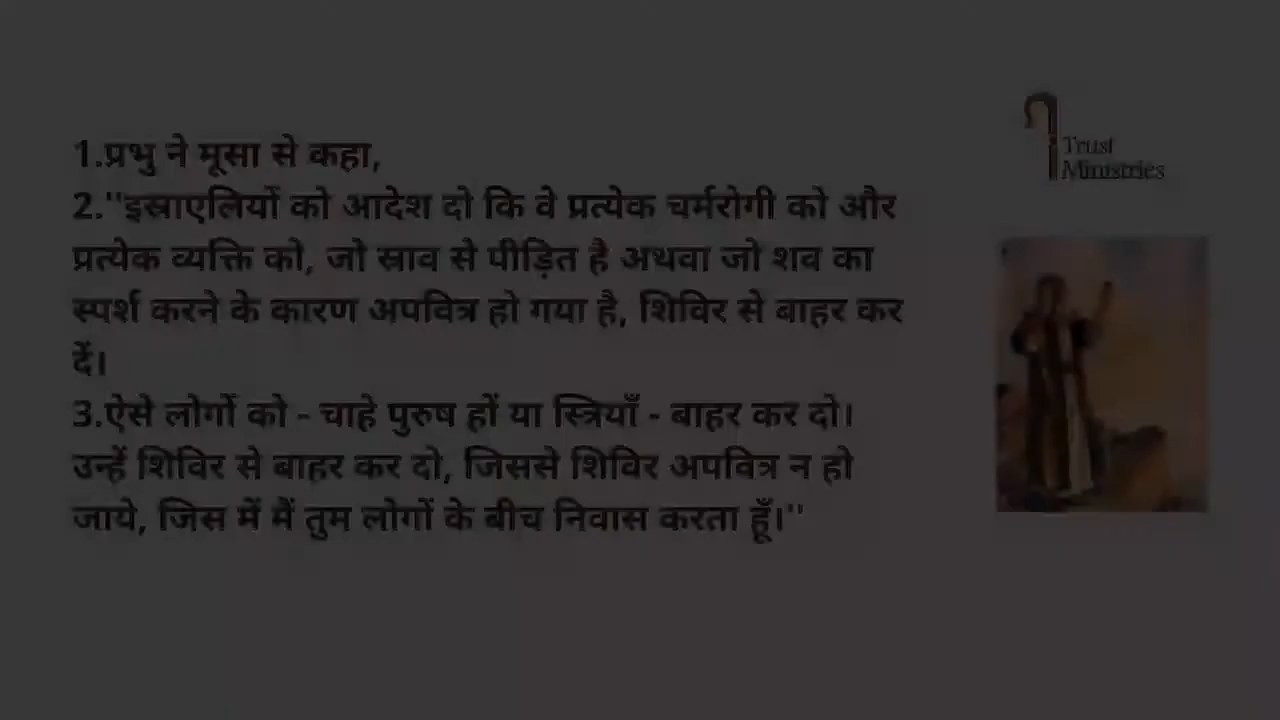 1.प्रभु ने मूसा से कहा,
2.''इस्राएलियों को आदेश दो कि वे प्रत्येक चर्मरोगी को और
प्रत्येक व्यक्ति को, जो स्राव से पीड़ित है अथवा जो शव का
स्पर्श करने के कारण अपवित्र हो गया है, शिविर से बाहर कर
दें।
3.ऐसे लोगों को - चाहे पुरुष हों या स्त्रियाँ - बाहर कर दो।
उन्हें शिविर से बाहर कर दो, जिससे शिविर अपवित्र न हो
जाये, जिस में मैं तुम लोगों के बीच निवास करता हूँ।''
Trust
Ministries